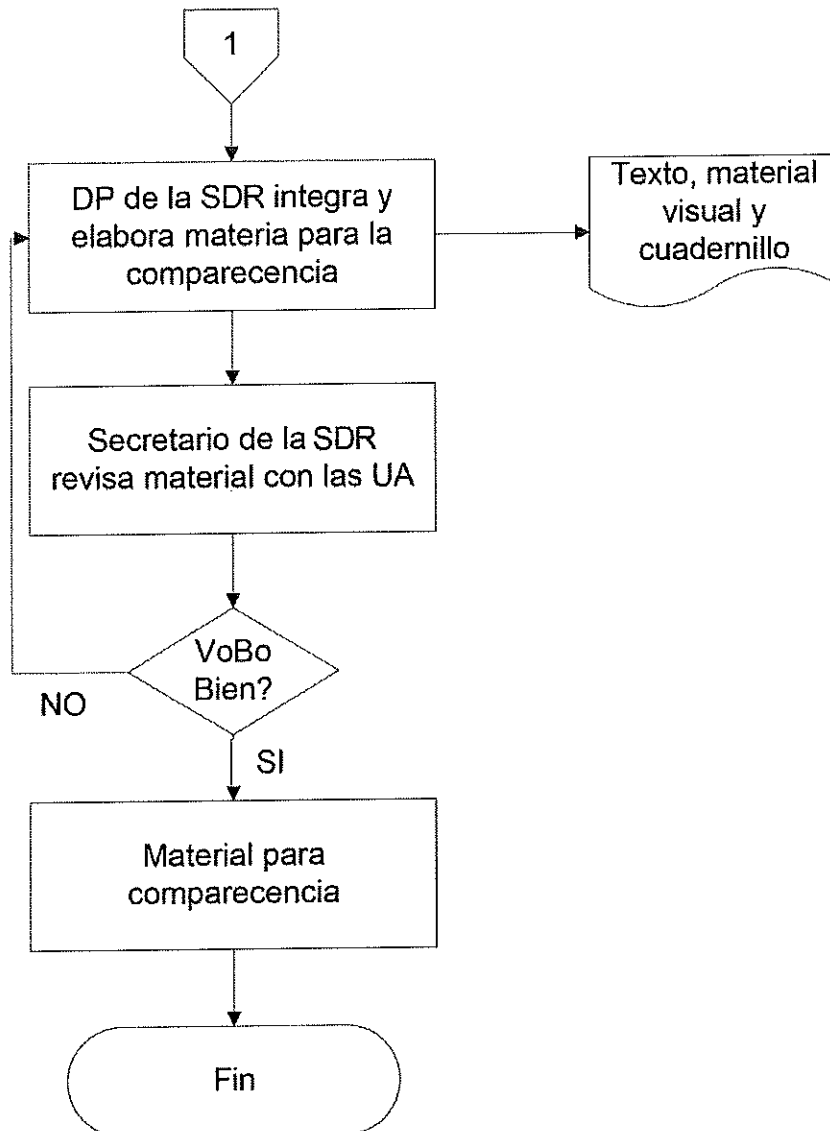 1
DP de la SDR integra y
elabora materia para la
comparecencia
Texto, material
visual y
cuadernillo
Secretario de la SDR
revisa material con las UA
VoBo
Bien?
NO
SI
Material para
comparecencia
Fin